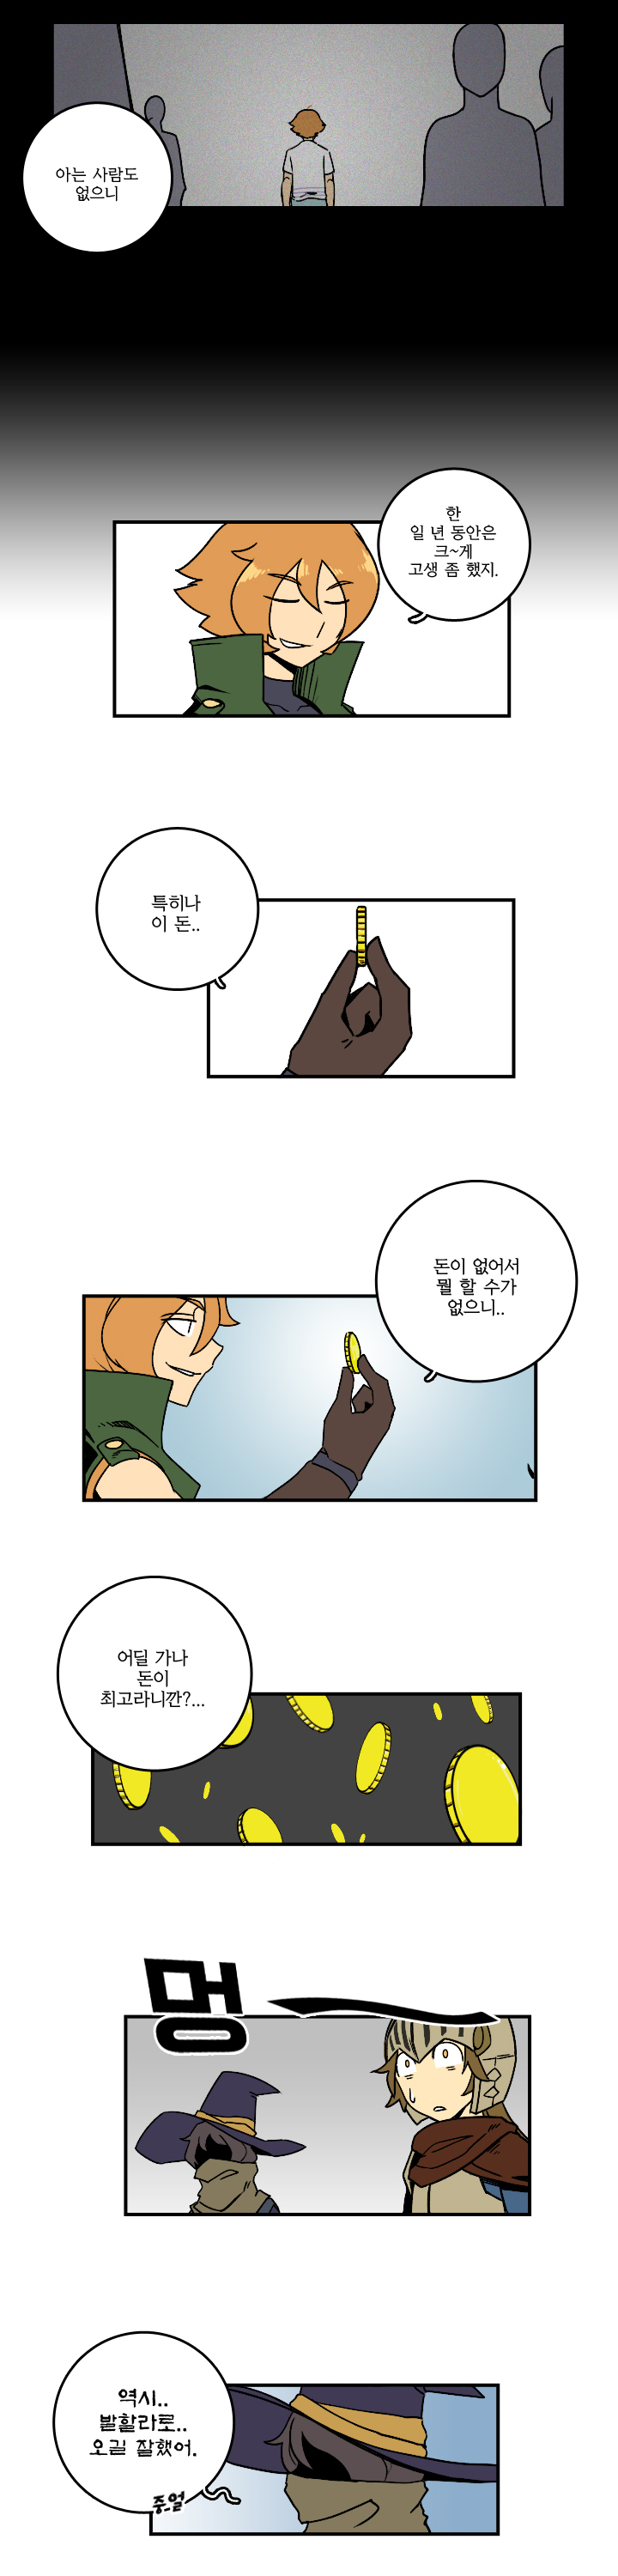 아는 사람도
없으니
한
일 년 동안은
크~게
고생 좀 했지.
특히나
이 돈..
돈이 없어서
뭘 할 수가
없으니..
어딜 가나
돈이
최고라니깐?...
멍
역시..
발할라로..
오길 잘했어.
중얼